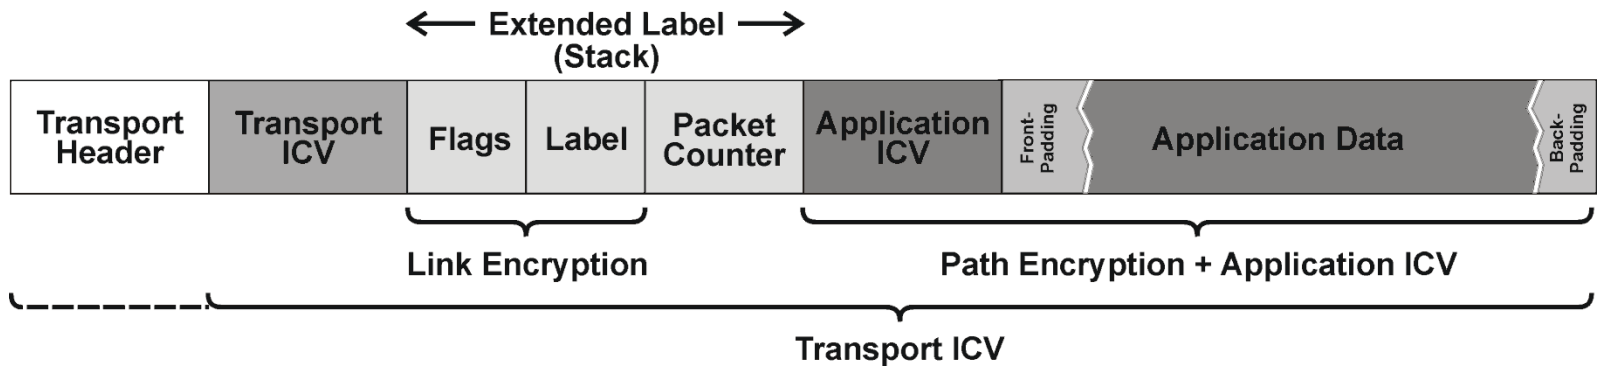 Extended Label
(Stack)
Transport
Header
Transport
ICV
Flags
Label
Packet
Counter
Application
ICV
Front-
Padding
Application Data
Back-
Padding
Link Encryption
Path Encryption + Application ICV
Transport ICV